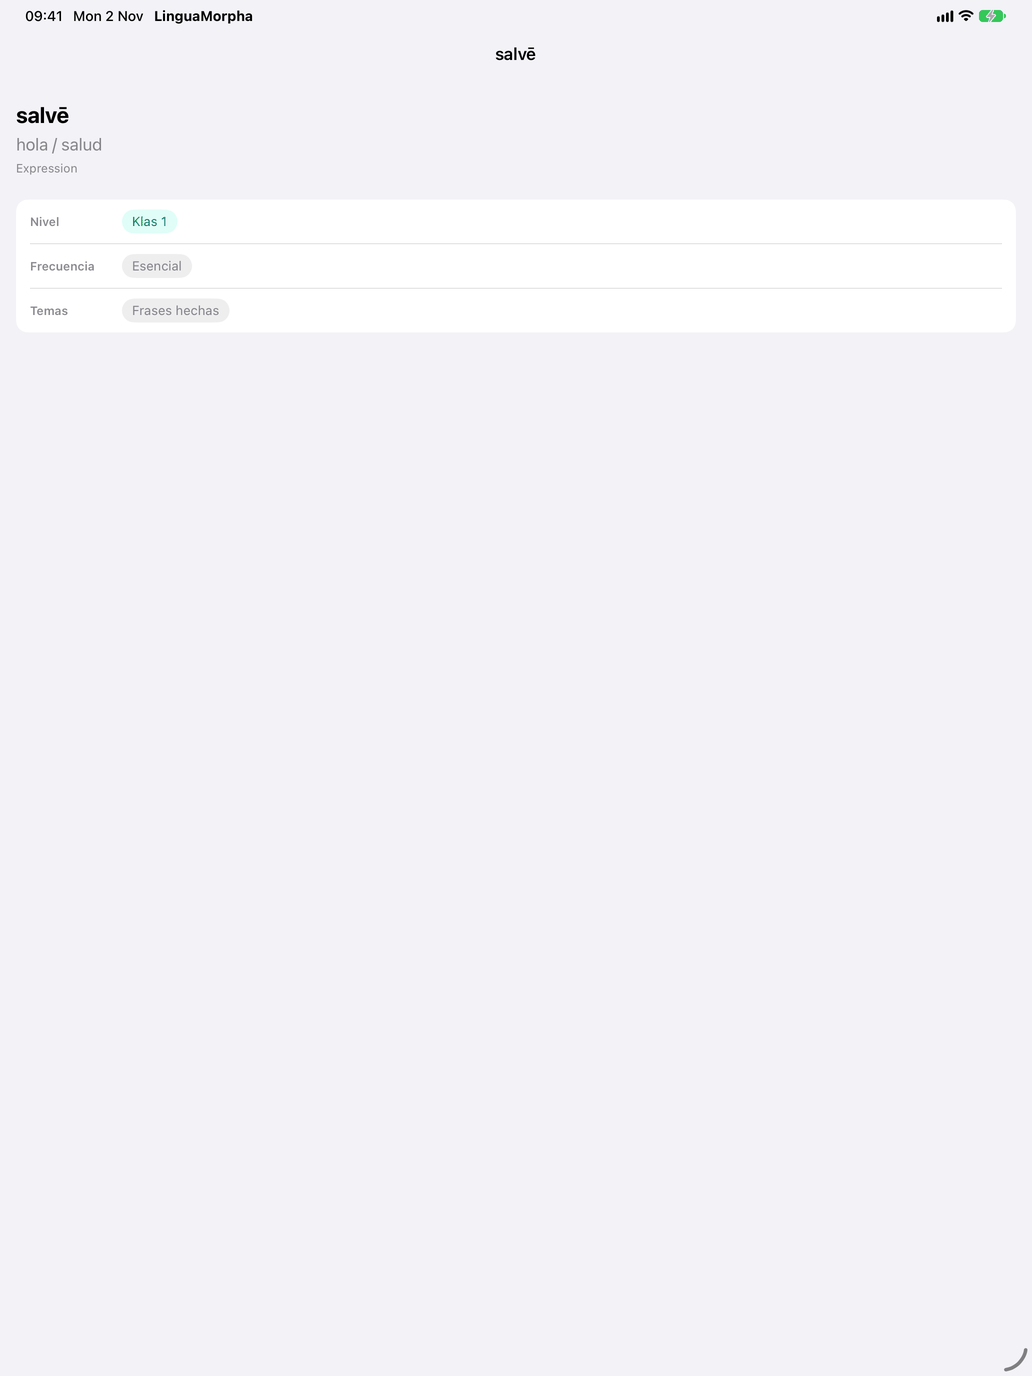 09:41 Mon 2 Nov LinguaMorpha
salvē
salvē
hola / salud
Expression
Nivel Klas 1
Frecuencia Esencial
Temas Frases hechas